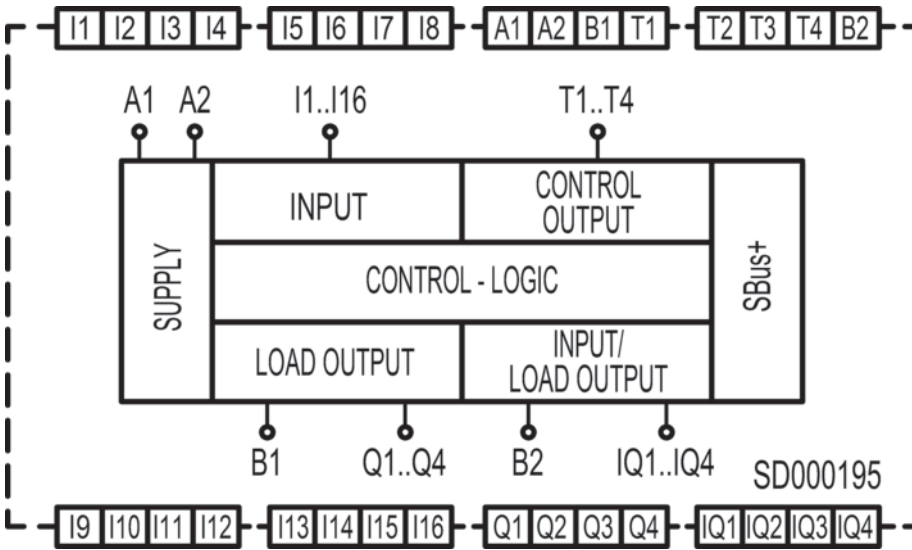 I1 I2 I3 I4 I5 I6 I7 I8 A1 A2 B1 T1 T2 T3 T4 B2
A1 A2 I1..I16 T1..T4
SUPPLY
INPUT
CONTROL
OUTPUT
SBus+
CONTROL - LOGIC
LOAD OUTPUT
INPUT/
LOAD OUTPUT
B1 Q1..Q4 B2 IQ1..IQ4
SD000195
I9 I10 I11 I12 I13 I14 I15 I16 Q1 Q2 Q3 Q4 IQ1 IQ2 IQ3 IQ4